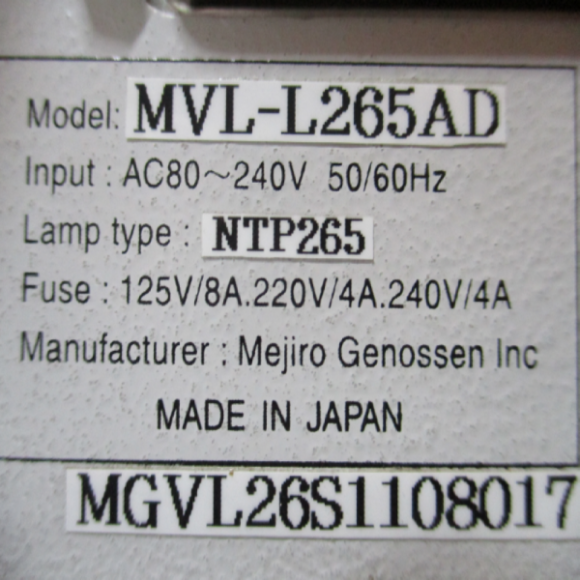 Model: MVL-L265AD
Input : AC80～240V 50/60Hz
Lamp type : NTP265
Fuse : 125V/8A.220V/4A.240V/4A
Manufacturer : Mejiro Genossen Inc
MADE IN JAPAN
MGVL26S1108017